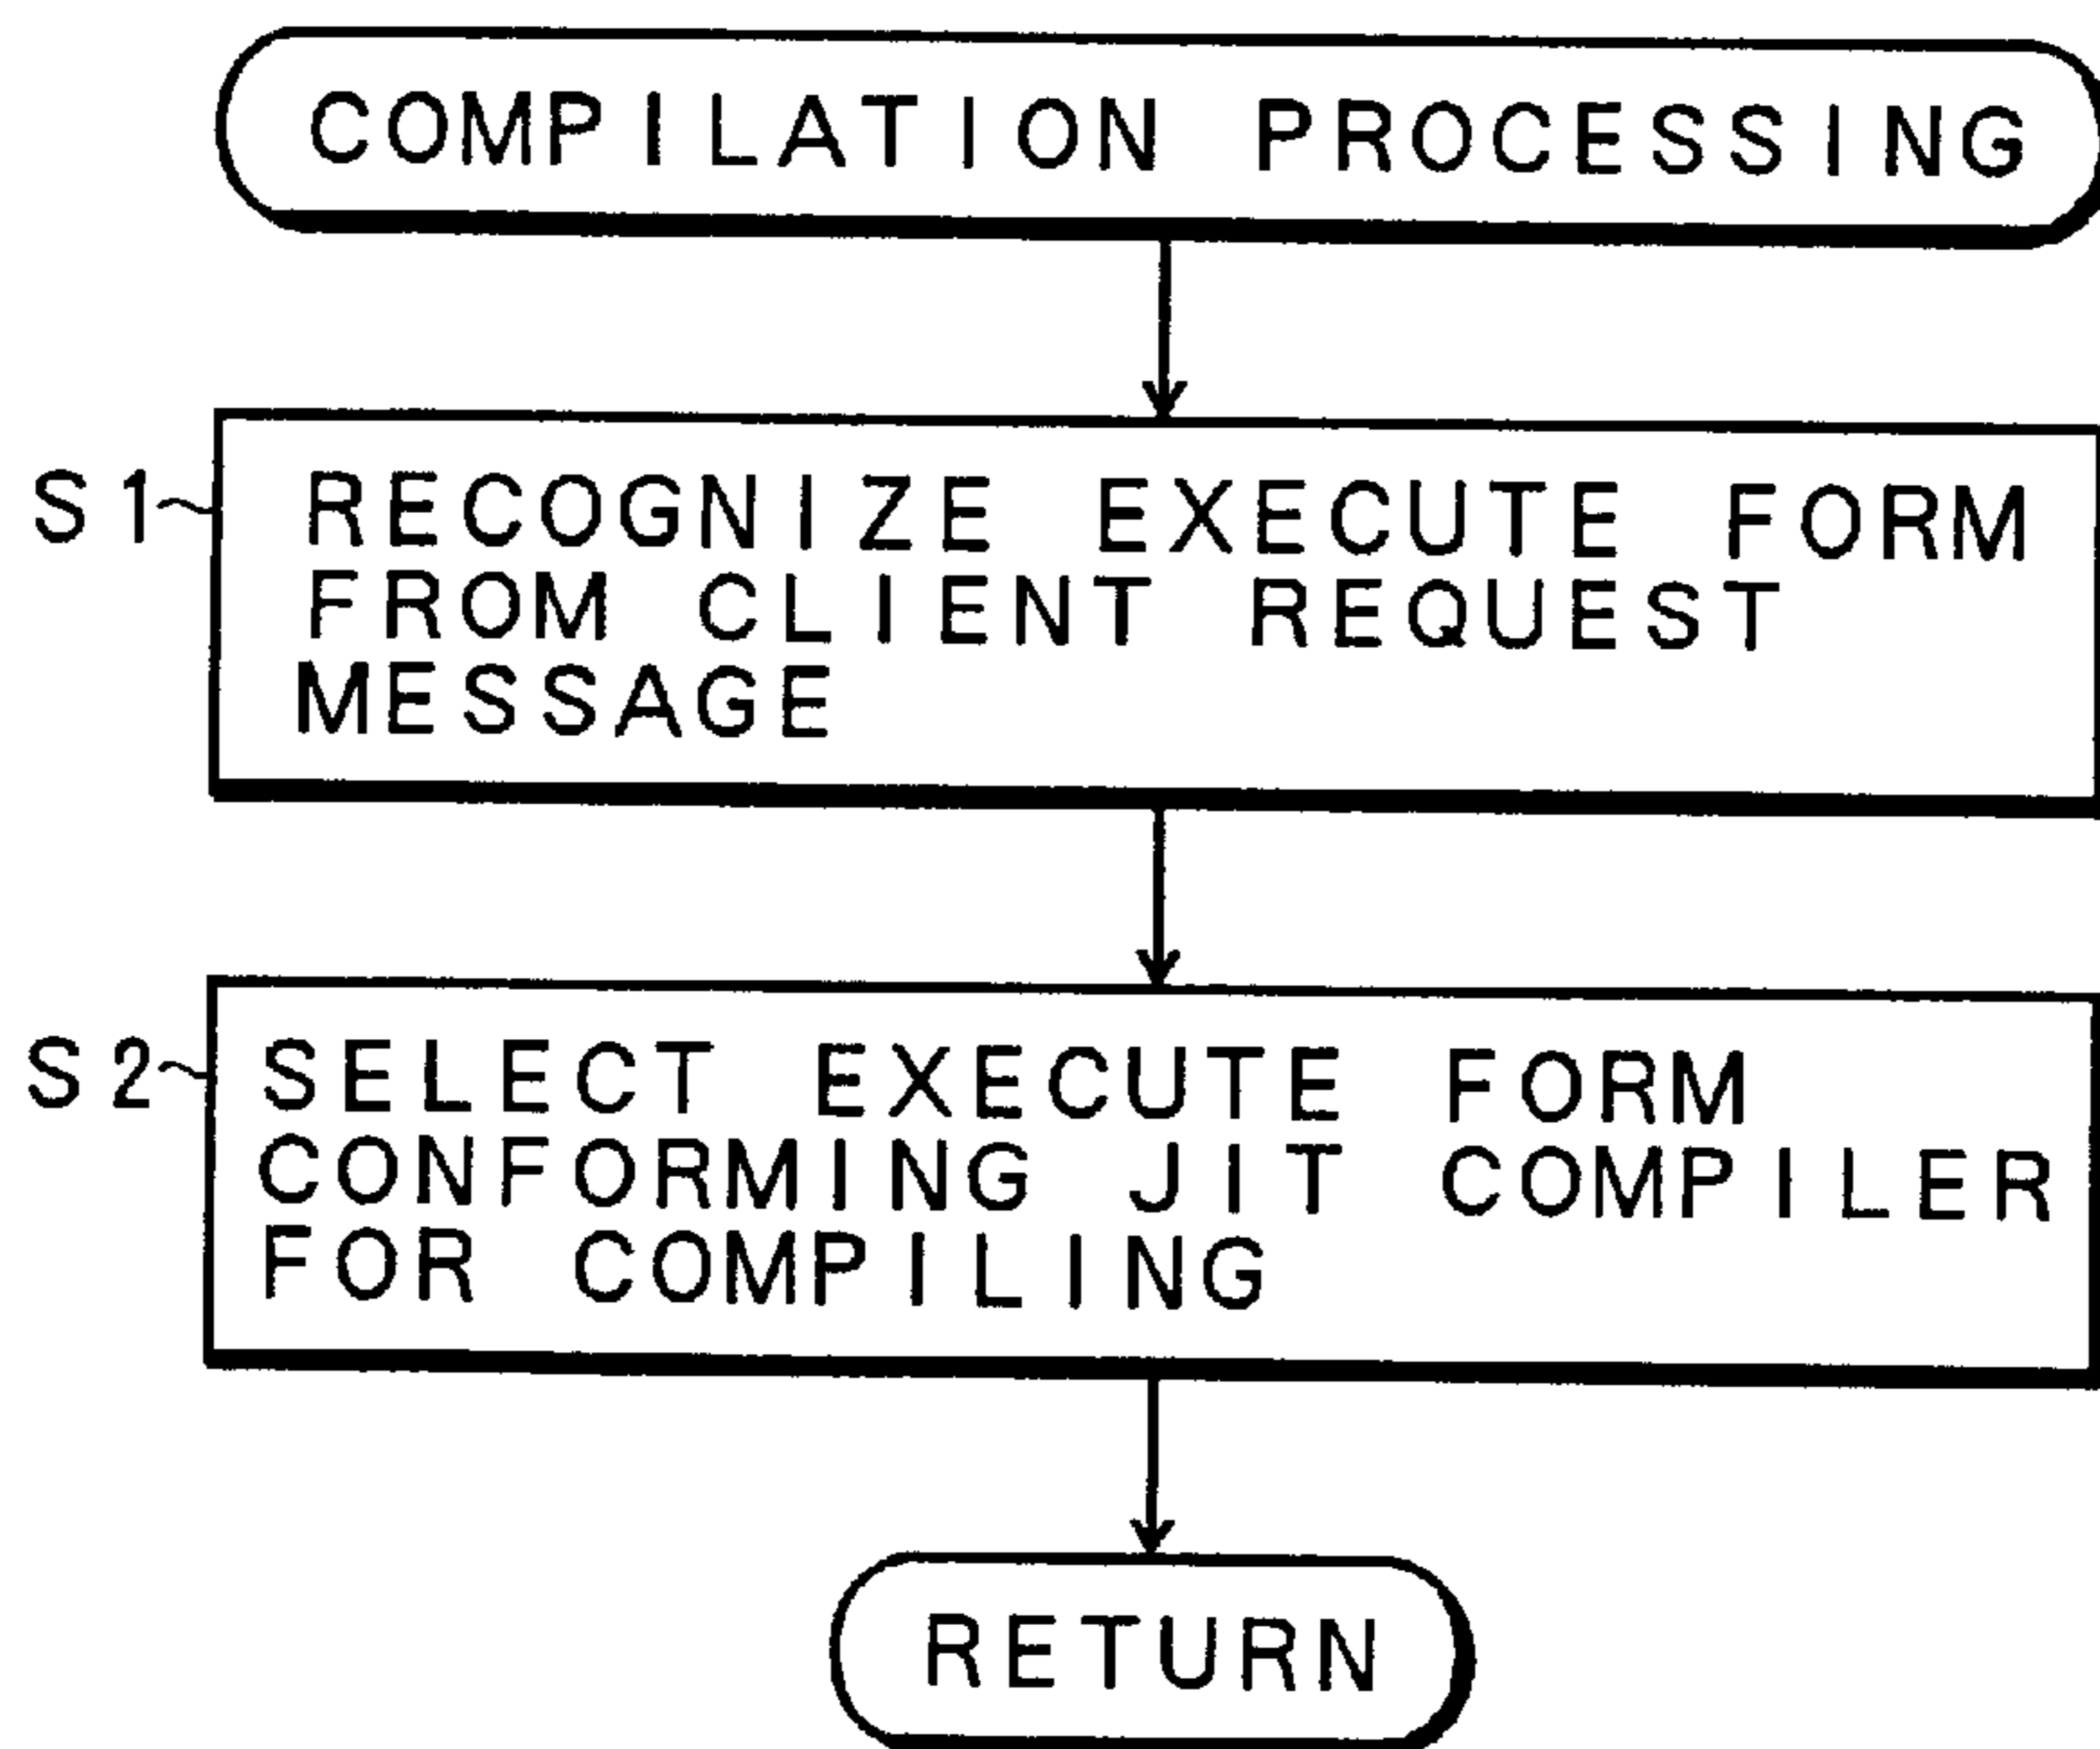 COMPILATION PROCESSING
S1
RECOGNIZE EXECUTE FORM
FROM CLIENT REQUEST
MESSAGE
S2
SELECT EXECUTE FORM
CONFORMING JIT COMPILER
FOR COMPILING
RETURN